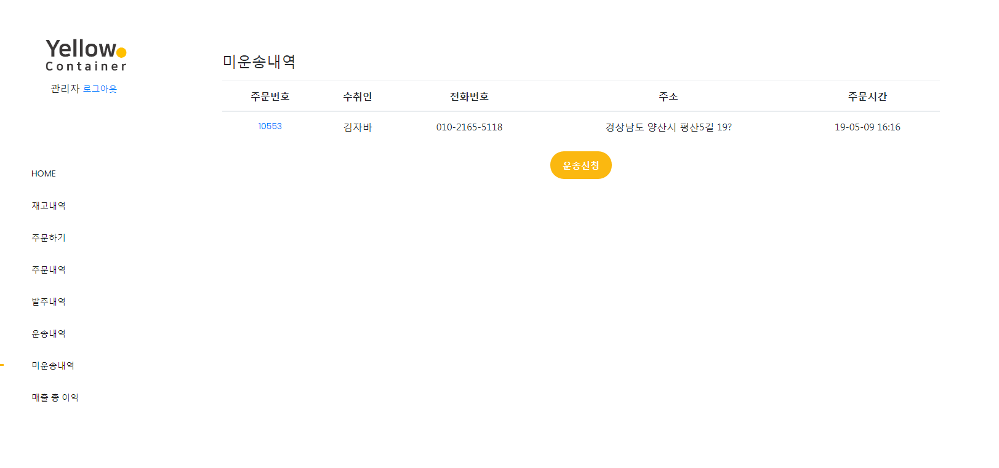 Yellow
Container
관리자 로그아웃
HOME
재고내역
주문하기
주문내역
발주내역
운송내역
미운송내역
매출 총 이익
미운송내역
주문번호 수취인 전화번호 주소 주문시간
10553 김자바 010-2165-5118 경상남도 양산시 평산5길 19? 19-05-09 16:16
운송신청